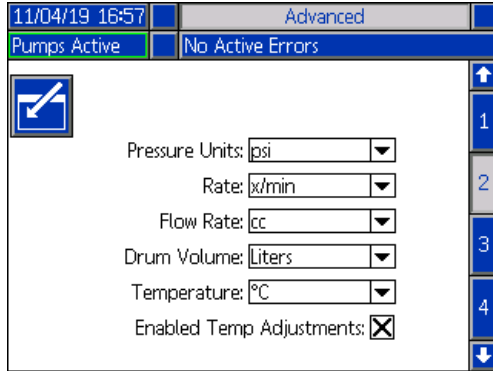 11/04/19 16:57 Advanced
Pumps Active No Active Errors
1
Pressure Units: psi
Rate: x/min
2
Flow Rate: cc
Drum Volume: Liters
3
Temperature: °C
4
Enabled Temp Adjustments: